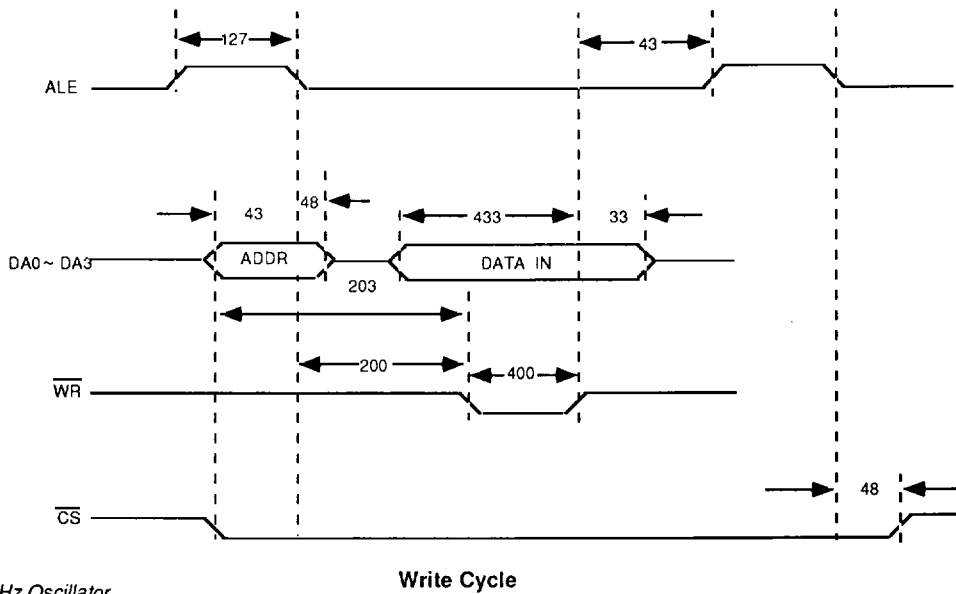 127
43
ALE
43
48
433
33
DA0~ DA3
ADDR
DATA IN
203
200
400
WR
48
CS
Write Cycle
Hz Oscillator